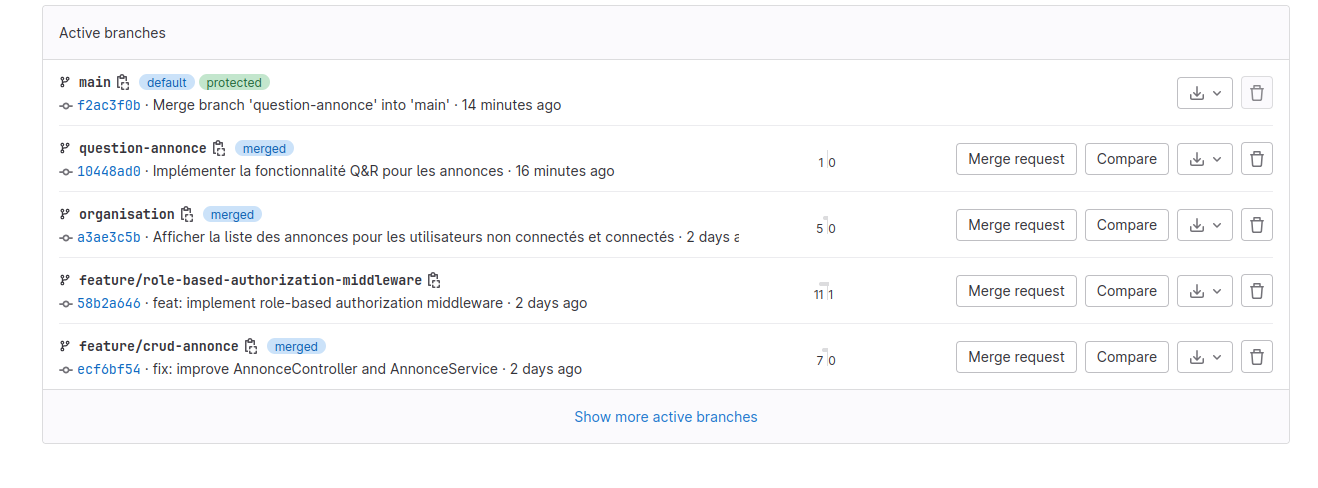 Active branches
main default protected
f2ac3f0b · Merge branch 'question-annonce' into 'main' · 14 minutes ago
question-annonce merged
10448ad0 · Implémenter la fonctionnalité Q&R pour les annonces · 16 minutes ago
1 0 Merge request Compare
organisation merged
a3ae3c5b · Afficher la liste des annonces pour les utilisateurs non connectés et connectés · 2 days a
5 0 Merge request Compare
feature/role-based-authorization-middleware
58b2a646 · feat: implement role-based authorization middleware · 2 days ago
11 1 Merge request Compare
feature/crud-annonce merged
ecf6bf54 · fix: improve AnnonceController and AnnonceService · 2 days ago
7 0 Merge request Compare
Show more active branches